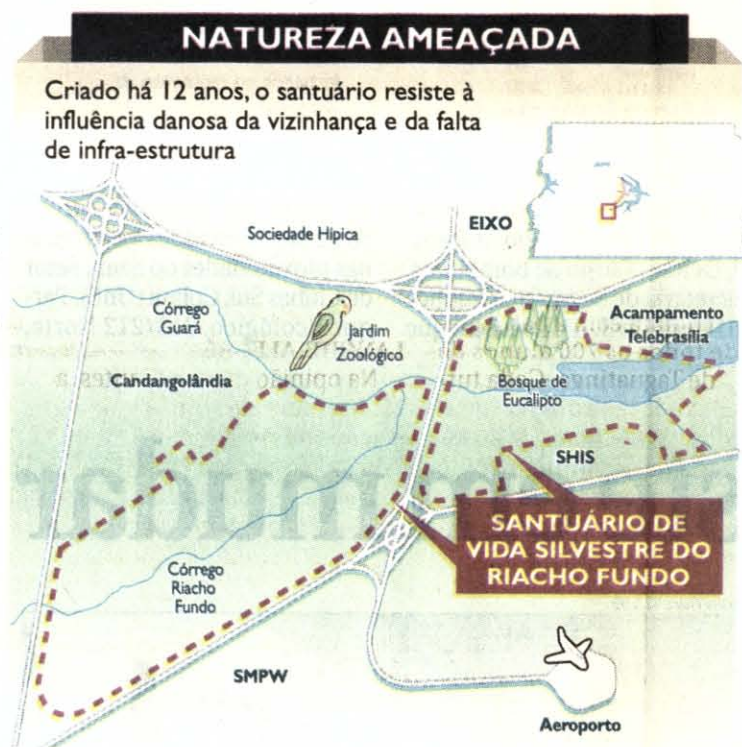 NATUREZA AMEAÇADA
Criado há 12 anos, o santuário resiste à
influência danosa da vizinhança e da falta
de infra-estrutura
Sociedade Hípica
EIXO
Córrego
Guará
Jardim
Zoológico
Acampamento
Telebrasília
Candangolândia
Bosque de
Eucalipto
SHIS
SANTUÁRIO DE
VIDA SILVESTRE DO
RIACHO FUNDO
Córrego
Riacho
Fundo
SMPW
Aeroporto